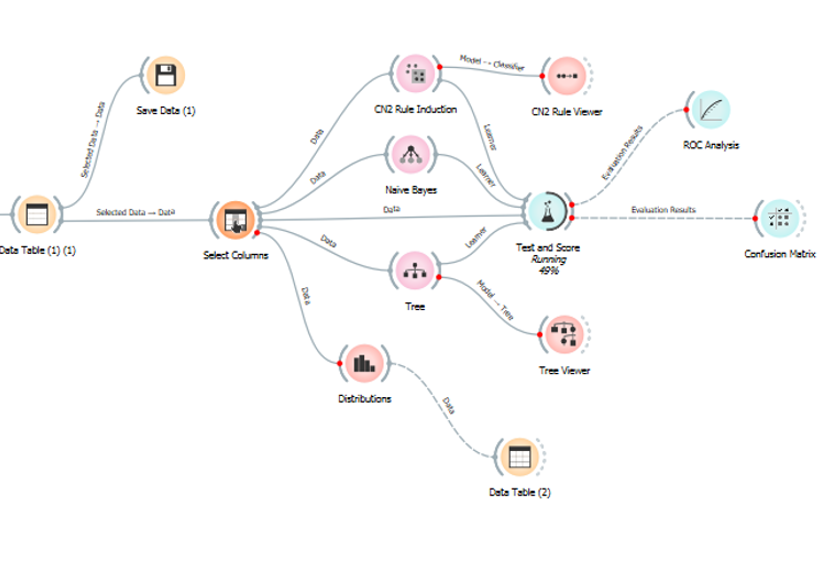 Save Data (1)
Selected Data → Data
Data Table (1) (1)
Selected Data → Data
Select Columns
Data
CN2 Rule Induction
Model → Classifier
CN2 Rule Viewer
Learner
Data
Naive Bayes
Learner
Data
Test and Score
Running
49%
Evaluation Results
ROC Analysis
Evaluation Results
Confusion Matrix
Data
Tree
Learner
Model → Tree
Tree Viewer
Data
Distributions
Data
Data Table (2)